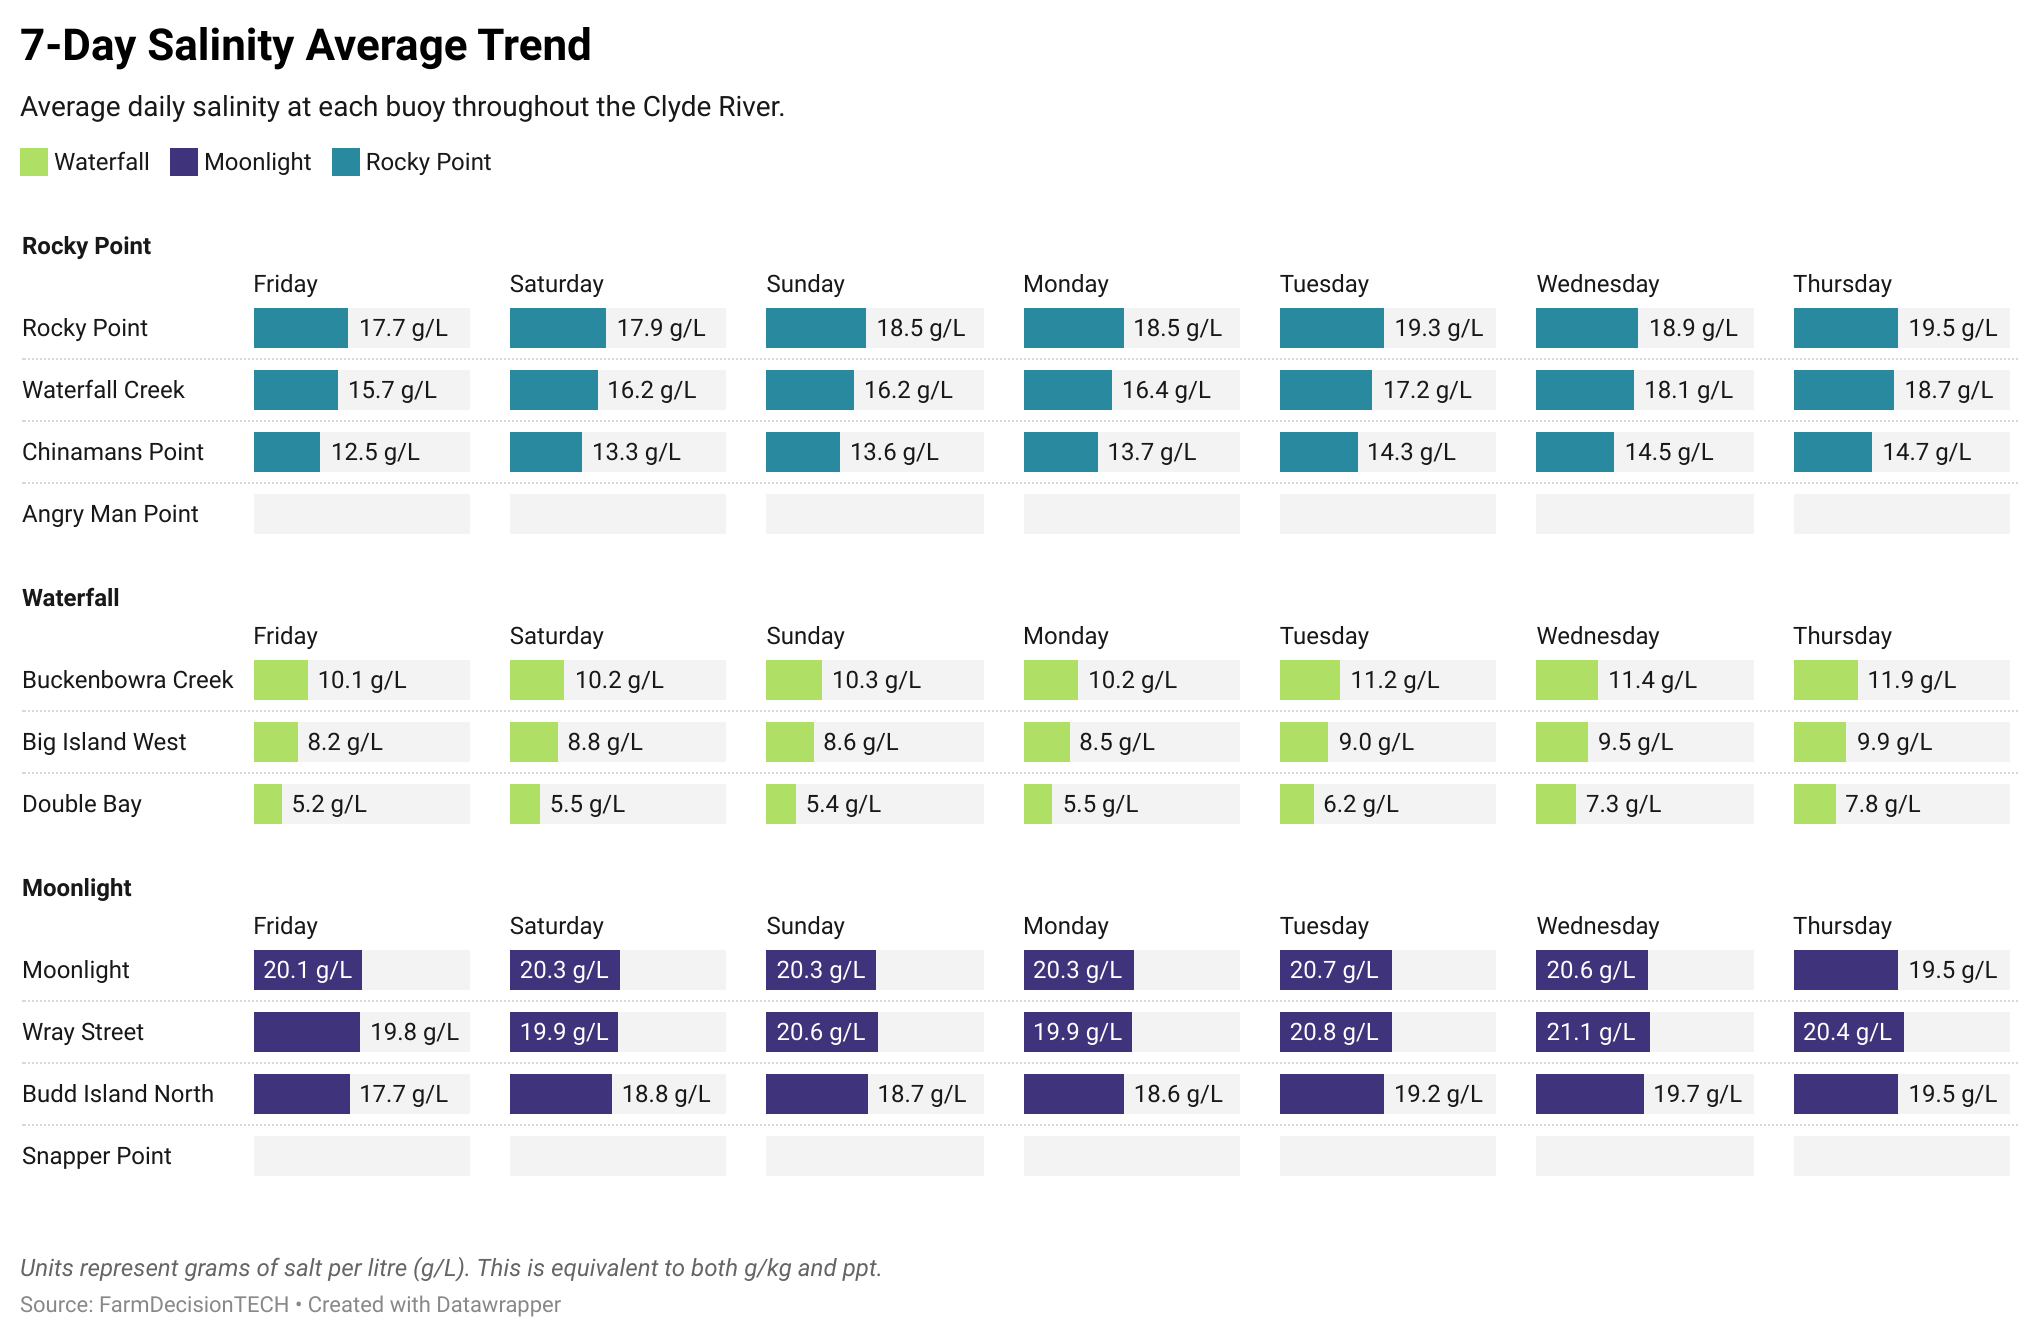 7-Day Salinity Average Trend
Average daily salinity at each buoy throughout the Clyde River.
Waterfall Moonlight Rocky Point
Rocky Point
Friday Saturday Sunday Monday Tuesday Wednesday Thursday
Rocky Point 17.7 g/L 17.9 g/L 18.5 g/L 18.5 g/L 19.3 g/L 18.9 g/L 19.5 g/L
Waterfall Creek 15.7 g/L 16.2 g/L 16.2 g/L 16.4 g/L 17.2 g/L 18.1 g/L 18.7 g/L
Chinamans Point 12.5 g/L 13.3 g/L 13.6 g/L 13.7 g/L 14.3 g/L 14.5 g/L 14.7 g/L
Angry Man Point
Waterfall
Friday Saturday Sunday Monday Tuesday Wednesday Thursday
Buckenbowra Creek 10.1 g/L 10.2 g/L 10.3 g/L 10.2 g/L 11.2 g/L 11.4 g/L 11.9 g/L
Big Island West 8.2 g/L 8.8 g/L 8.6 g/L 8.5 g/L 9.0 g/L 9.5 g/L 9.9 g/L
Double Bay 5.2 g/L 5.5 g/L 5.4 g/L 5.5 g/L 6.2 g/L 7.3 g/L 7.8 g/L
Moonlight
Friday Saturday Sunday Monday Tuesday Wednesday Thursday
Moonlight 20.1 g/L 20.3 g/L 20.3 g/L 20.3 g/L 20.7 g/L 20.6 g/L 19.5 g/L
Wray Street 19.8 g/L 19.9 g/L 20.6 g/L 19.9 g/L 20.8 g/L 21.1 g/L 20.4 g/L
Budd Island North 17.7 g/L 18.8 g/L 18.7 g/L 18.6 g/L 19.2 g/L 19.7 g/L 19.5 g/L
Snapper Point
Units represent grams of salt per litre (g/L). This is equivalent to both g/kg and ppt.
Source: FarmDecisionTECH • Created with Datawrapper